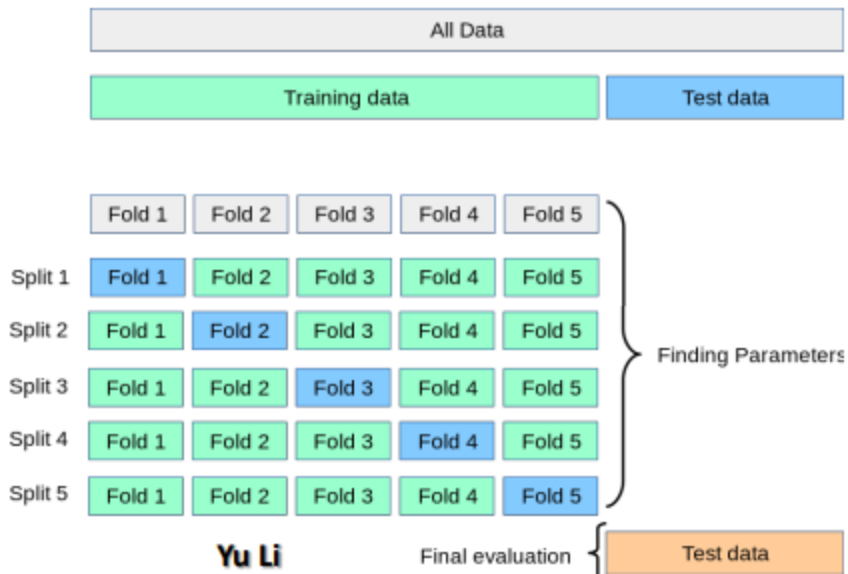 All Data
Training data Test data
Fold 1 Fold 2 Fold 3 Fold 4 Fold 5
Split 1 Fold 1 Fold 2 Fold 3 Fold 4 Fold 5
Split 2 Fold 1 Fold 2 Fold 3 Fold 4 Fold 5
Finding Parameters
Split 3 Fold 1 Fold 2 Fold 3 Fold 4 Fold 5
Split 4 Fold 1 Fold 2 Fold 3 Fold 4 Fold 5
Split 5 Fold 1 Fold 2 Fold 3 Fold 4 Fold 5
Yu Li Final evaluation Test data